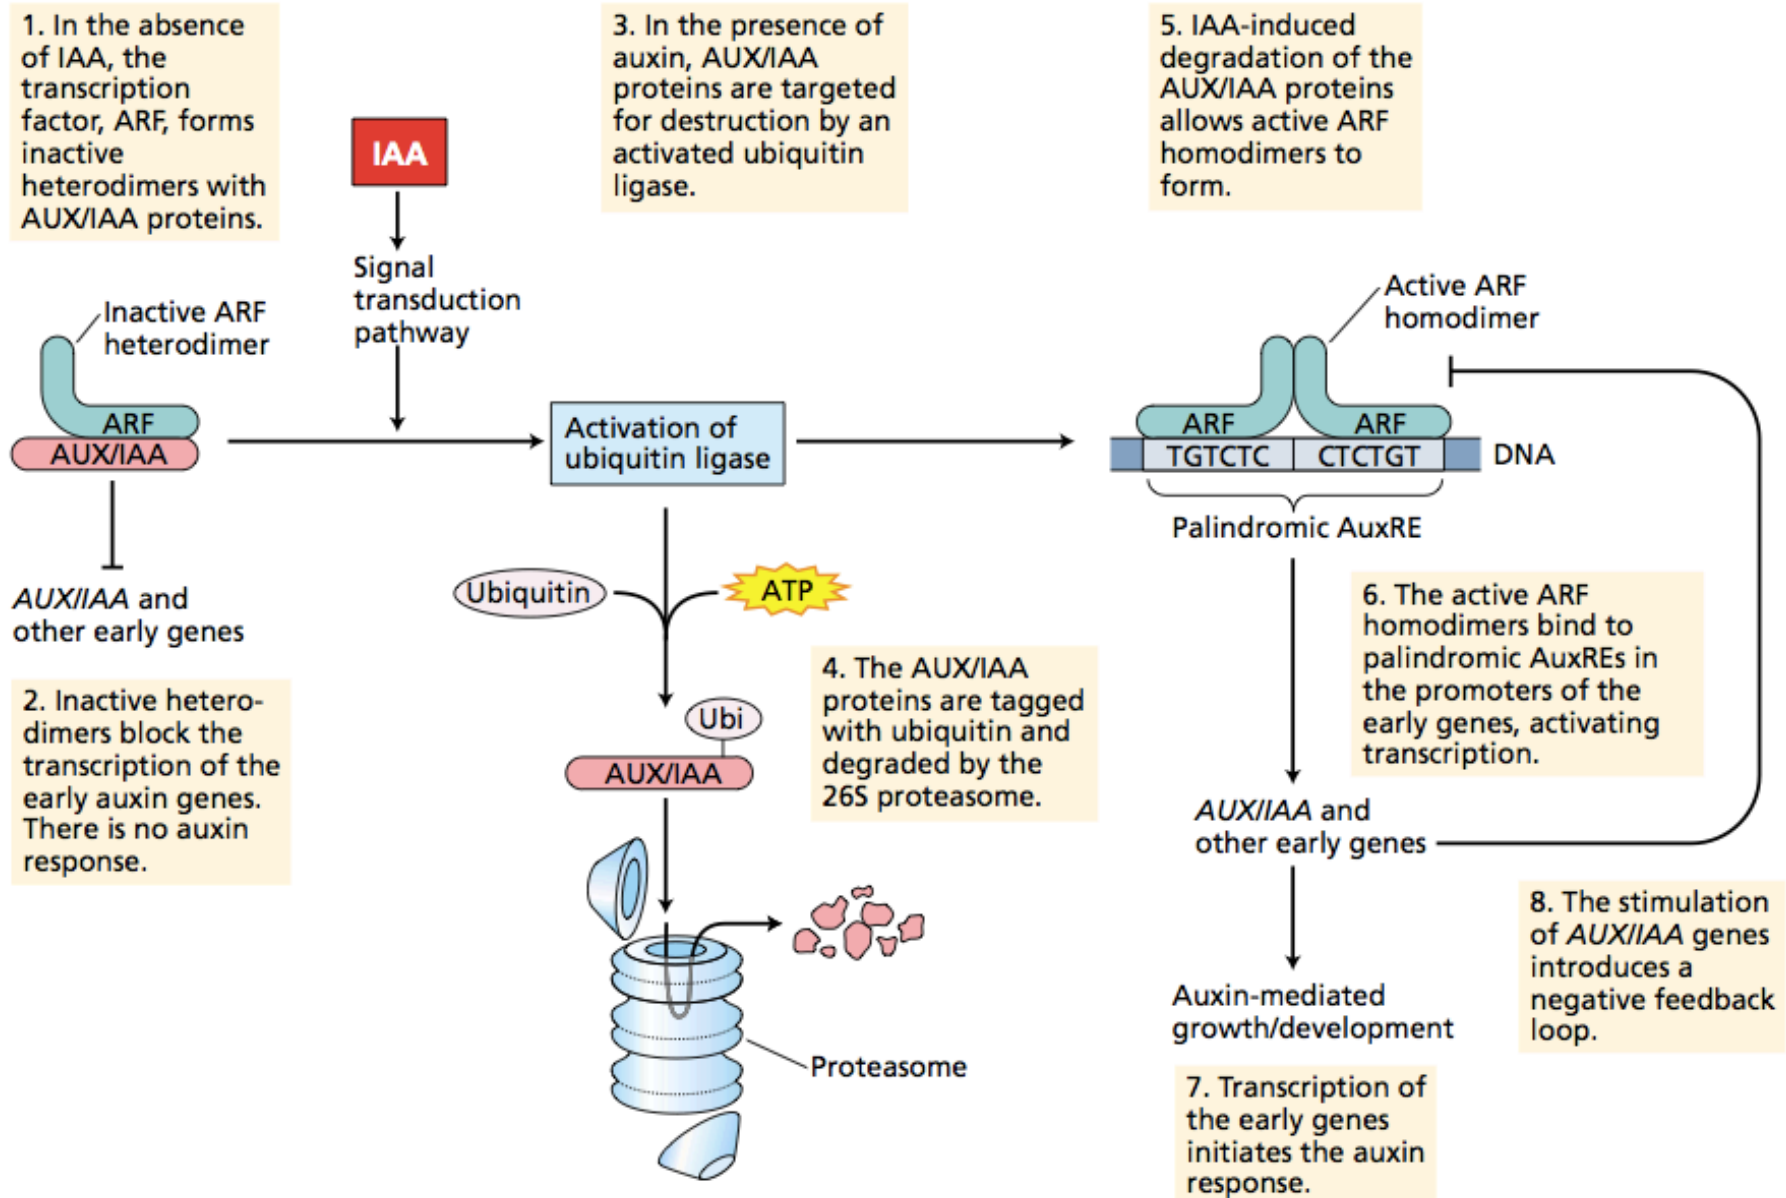 1. In the absence
of IAA, the
transcription
factor, ARF, forms
inactive
heterodimers with
AUX/IAA proteins.
IAA
Signal
transduction
pathway
3. In the presence of
auxin, AUX/IAA
proteins are targeted
for destruction by an
activated ubiquitin
ligase.
5. IAA-induced
degradation of the
AUX/IAA proteins
allows active ARF
homodimers to
form.
Inactive ARF
heterodimer
ARF
AUX/IAA
Activation of
ubiquitin ligase
Active ARF
homodimer
ARF
ARF
TGTCTC
CTCTGT
DNA
Palindromic AuxRE
AUX/IAA and
other early genes
2. Inactive hetero-
dimers block the
transcription of the
early auxin genes.
There is no auxin
response.
Ubiquitin
ATP
Ubi
AUX/IAA
4. The AUX/IAA
proteins are tagged
with ubiquitin and
degraded by the
26S proteasome.
Proteasome
6. The active ARF
homodimers bind to
palindromic AuxREs in
the promoters of the
early genes, activating
transcription.
AUX/IAA and
other early genes
Auxin-mediated
growth/development
7. Transcription of
the early genes
initiates the auxin
response.
8. The stimulation
of AUX/IAA genes
introduces a
negative feedback
loop.